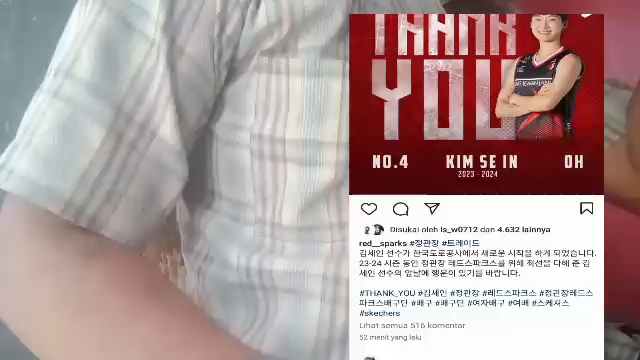 THANK
YOU
NO.4 KIM SE IN OH
2023 - 2024
Disukai oleh is_w0712 dan 4.632 lainnya
red__sparks #정관장 #트레이드
김세인 선수가 한국도로공사에서 새로운 시작을 하게 되었습니다.
23-24 시즌 동안 정관장 레드스파크스를 위해 최선을 다해 준 김
세인 선수의 앞날에 행운이 있기를 바랍니다.
#THANK_YOU #김세인 #정관장 #레드스파크스 #정관장레드스
파크스배구단 #배구 #배구단 #여자배구 #여배 #스케쳐스
#skechers
Lihat semua 516 komentar
52 menit yang lalu